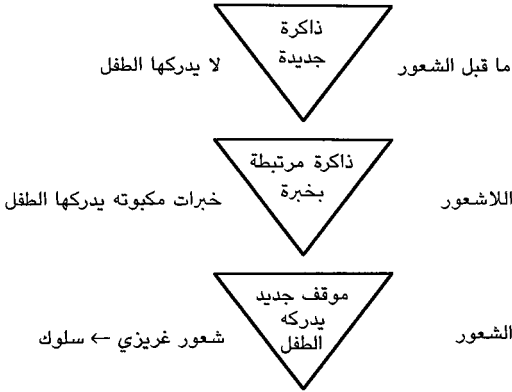 ما قبل الشعور
ذاكرة
جديدة
لا يدركها الطفل
اللاشعور
ذاكرة مرتبطة
بخبرة
خبرات مكبوته يدركها الطفل
الشعور
موقف جديد
يدركه
الطفل
شعور غريزي ← سلوك